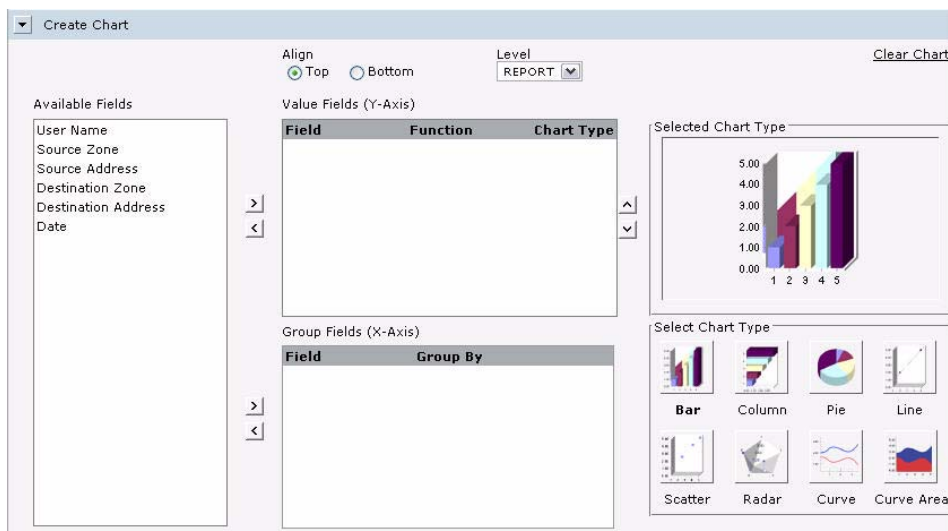 Create Chart
Align
Top Bottom
Level
REPORT
Clear Chart
Available Fields
User Name
Source Zone
Source Address
Destination Zone
Destination Address
Date
>
<
Value Fields (Y-Axis)
Field Function Chart Type
Group Fields (X-Axis)
Field Group By
>
<
Selected Chart Type
5.00
4.00
3.00
2.00
1.00
0.00
1 2 3 4 5
Select Chart Type
Bar Column Pie Line
Scatter Radar Curve Curve Area